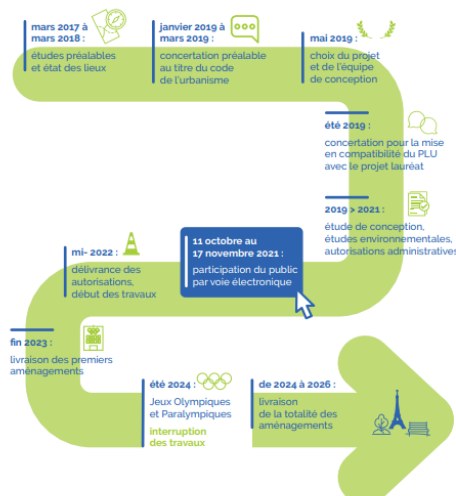 mars 2017 à
mars 2018 :
études préalables
et état des lieux
janvier 2019 à
mars 2019 :
concertation préalable
au titre du code
de l'urbanisme
mai 2019 :
choix du projet
et de l'équipe
de conception
été 2019 :
concertation pour la mise
en compatibilité du PLU
avec le projet lauréat
2019 > 2021 :
étude de conception,
études environnementales,
autorisations administratives
11 octobre au
17 novembre 2021 :
participation du public
par voie électronique
mi- 2022 :
délivrance des
autorisations,
début des travaux
fin 2023 :
livraison des premiers
aménagements
été 2024 :
Jeux Olympiques
et Paralympiques
interruption
des travaux
de 2024 à 2026 :
livraison
de la totalité des
aménagements